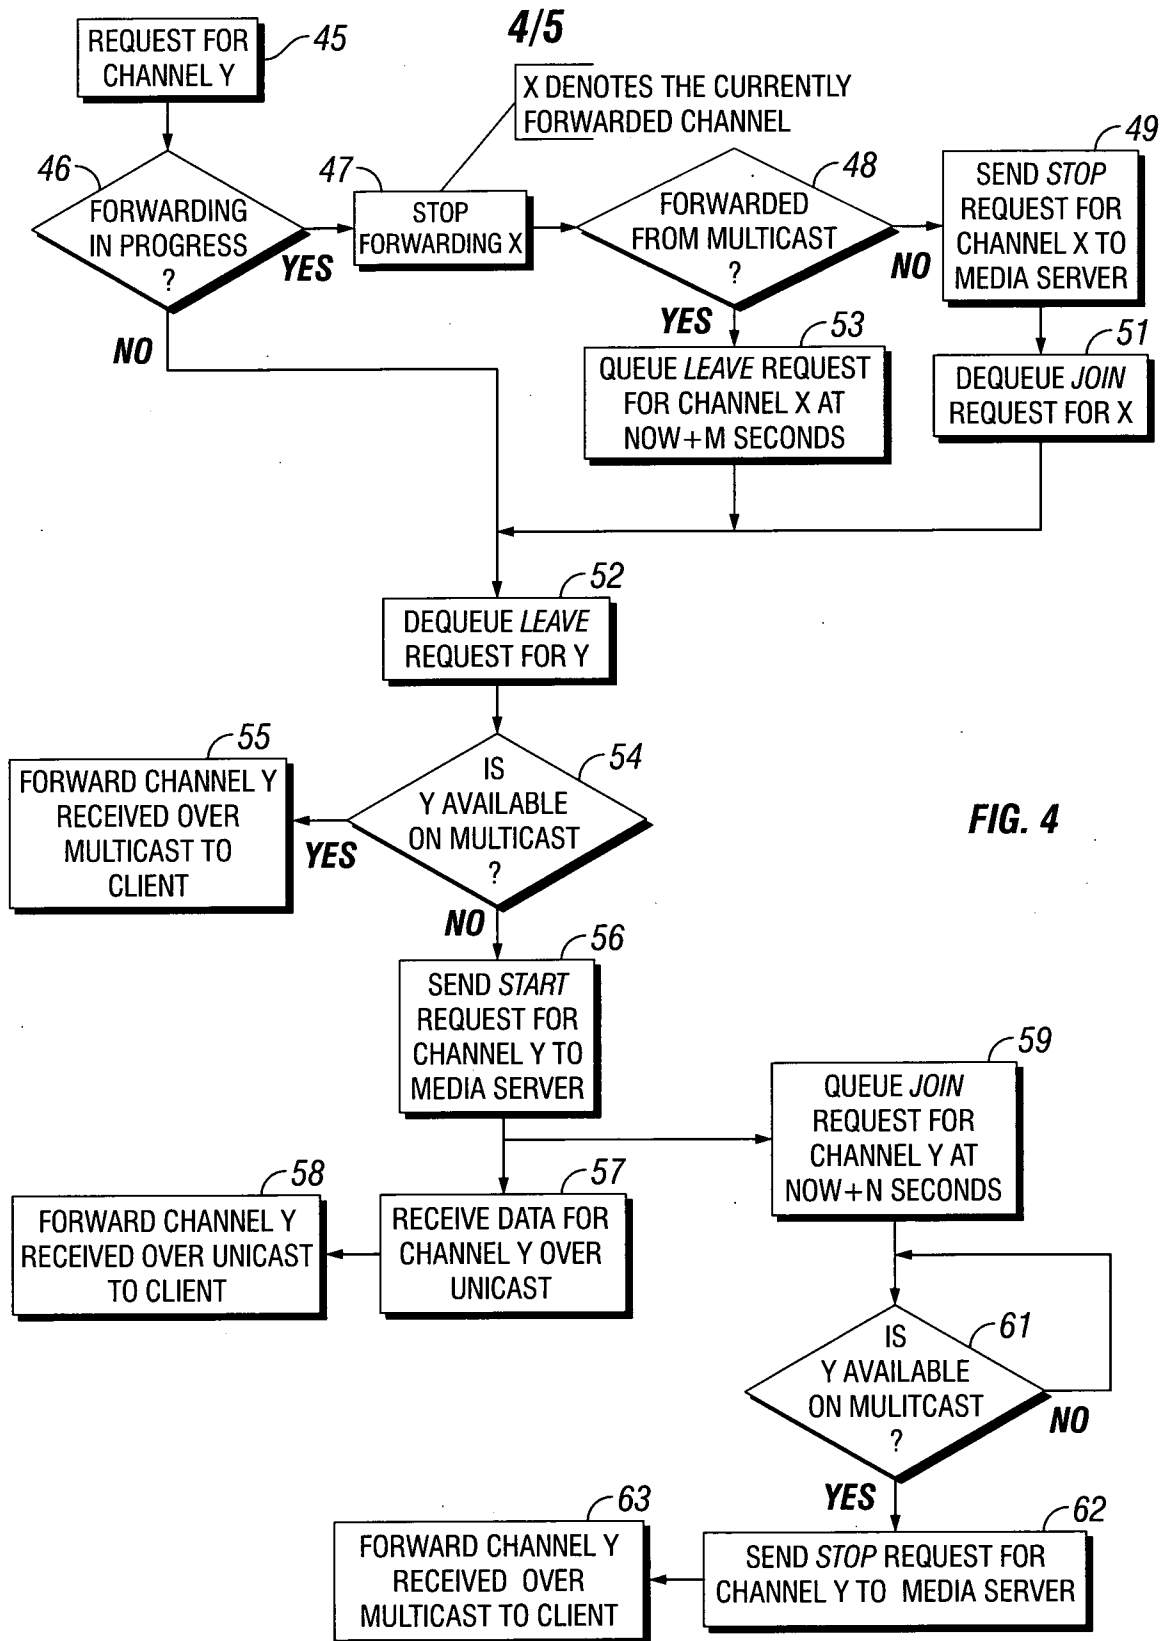 4/5
REQUEST FOR
CHANNEL Y
45
X DENOTES THE CURRENTLY
FORWARDED CHANNEL
46
FORWARDING
IN PROGRESS
?
YES
NO
47
STOP
FORWARDING X
48
FORWARDED
FROM MULTICAST
?
NO
YES
49
SEND STOP
REQUEST FOR
CHANNEL X TO
MEDIA SERVER
53
QUEUE LEAVE REQUEST
FOR CHANNEL X AT
NOW+M SECONDS
51
DEQUEUE JOIN
REQUEST FOR X
52
DEQUEUE LEAVE
REQUEST FOR Y
54
IS
Y AVAILABLE
ON MULTICAST
?
YES
NO
55
FORWARD CHANNEL Y
RECEIVED OVER
MULTICAST TO
CLIENT
FIG. 4
56
SEND START
REQUEST FOR
CHANNEL Y TO
MEDIA SERVER
59
QUEUE JOIN
REQUEST FOR
CHANNEL Y AT
NOW+N SECONDS
57
RECEIVE DATA FOR
CHANNEL Y OVER
UNICAST
58
FORWARD CHANNEL Y
RECEIVED OVER UNICAST
TO CLIENT
61
IS
Y AVAILABLE
ON MULITCAST
?
NO
YES
62
SEND STOP REQUEST FOR
CHANNEL Y TO MEDIA SERVER
63
FORWARD CHANNEL Y
RECEIVED OVER
MULTICAST TO CLIENT